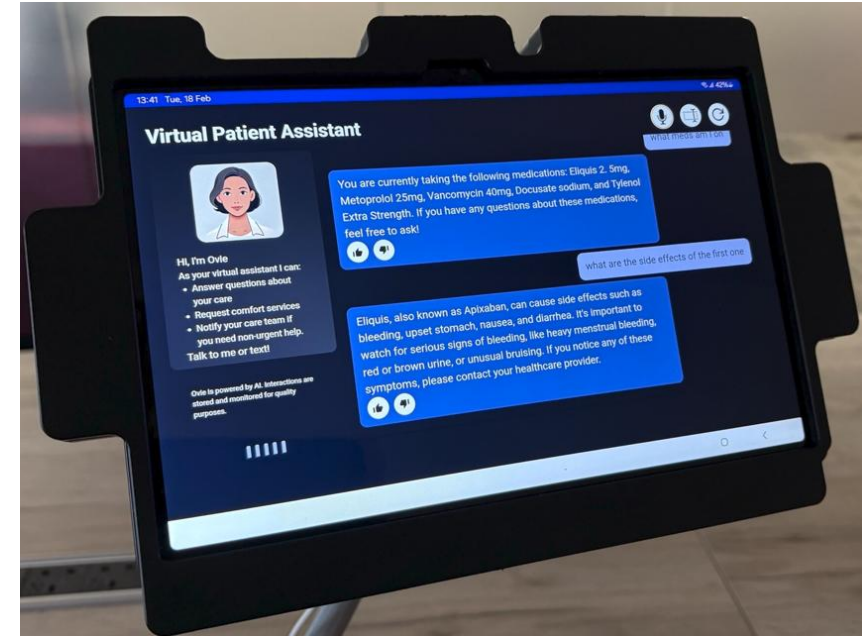 13:41 Tue, 18 Feb
42%
Virtual Patient Assistant
what meds am I on
You are currently taking the following medications: Eliquis 2. 5mg,
Metoprolol 25mg, Vancomycin 40mg, Docusate sodium, and Tylenol
Extra Strength. If you have any questions about these medications,
feel free to ask!
Hi, I'm Ovie
As your virtual assistant I can:
• Answer questions about
your care
• Request comfort services
• Notify your care team if
you need non-urgent help.
Talk to me or text!
what are the side effects of the first one
Eliquis, also known as Apixaban, can cause side effects such as
bleeding, upset stomach, nausea, and diarrhea. It's important to
watch for serious signs of bleeding, like heavy menstrual bleeding,
red or brown urine, or unusual bruising. If you notice any of these
symptoms, please contact your healthcare provider.
Ovie is powered by AI. Interactions are
stored and monitored for quality
purposes.